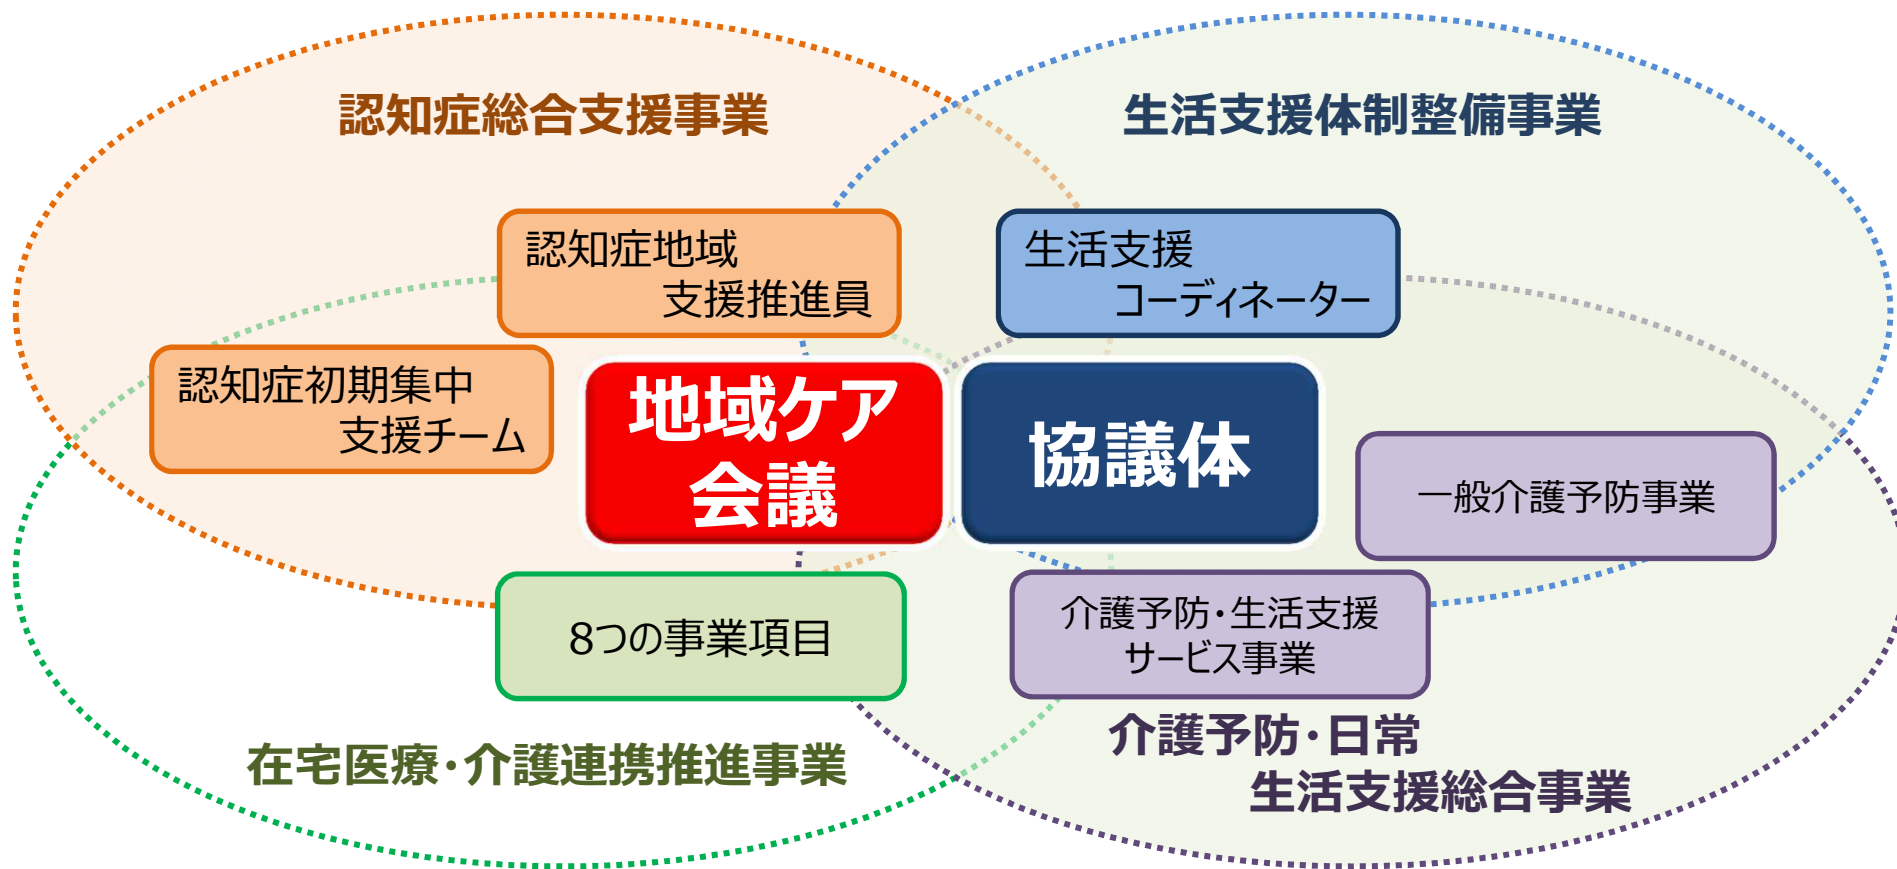 認知症総合支援事業
生活支援体制整備事業
認知症地域
支援推進員
生活支援
コーディネーター
認知症初期集中
支援チーム
地域ケア
会議
協議体
一般介護予防事業
8つの事業項目
介護予防・生活支援
サービス事業
在宅医療・介護連携推進事業
介護予防・日常
生活支援総合事業